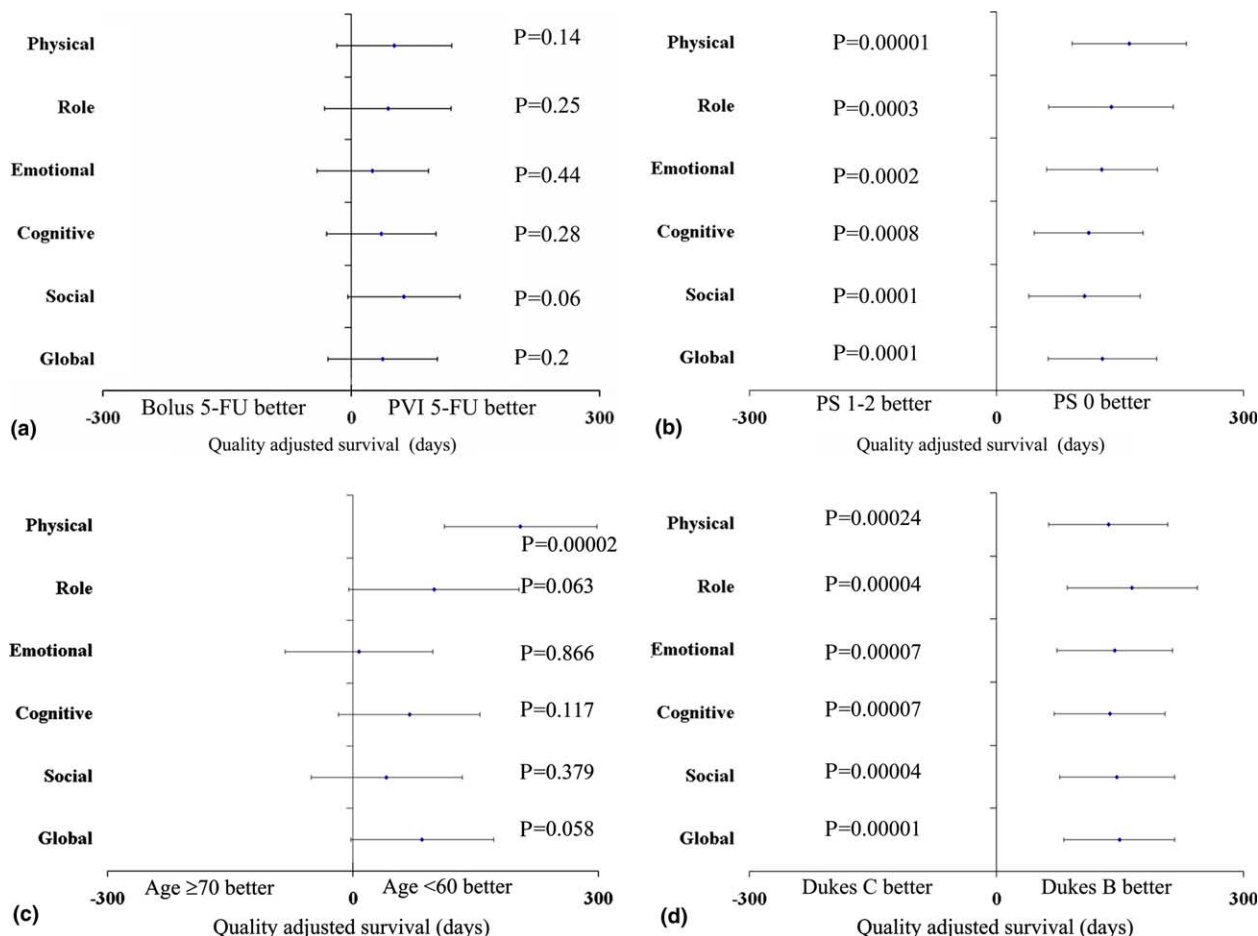 Physical P=0.14
Role P=0.25
Emotional P=0.44
Cognitive P=0.28
Social P=0.06
Global P=0.2
Bolus 5-FU better PVI 5-FU better
-300 0 300
(a) Quality adjusted survival (days)
Physical P=0.00001
Role P=0.0003
Emotional P=0.0002
Cognitive P=0.0008
Social P=0.0001
Global P=0.0001
PS 1-2 better PS 0 better
-300 0 300
(b) Quality adjusted survival (days)
Physical P=0.00002
Role P=0.063
Emotional P=0.866
Cognitive P=0.117
Social P=0.379
Global P=0.058
Age ≥70 better Age <60 better
-300 0 300
(c) Quality adjusted survival (days)
Physical P=0.00024
Role P=0.00004
Emotional P=0.00007
Cognitive P=0.00007
Social P=0.00004
Global P=0.00001
Dukes C better Dukes B better
-300 0 300
(d) Quality adjusted survival (days)